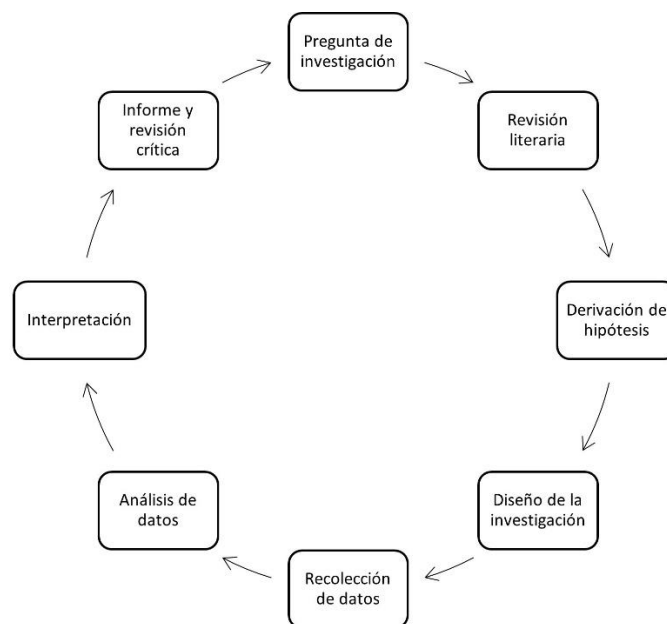 Pregunta de
investigación
Revisión
literaria
Derivación de
hipótesis
Diseño de la
investigación
Recolección
de datos
Análisis de
datos
Interpretación
Informe y
revisión
crítica